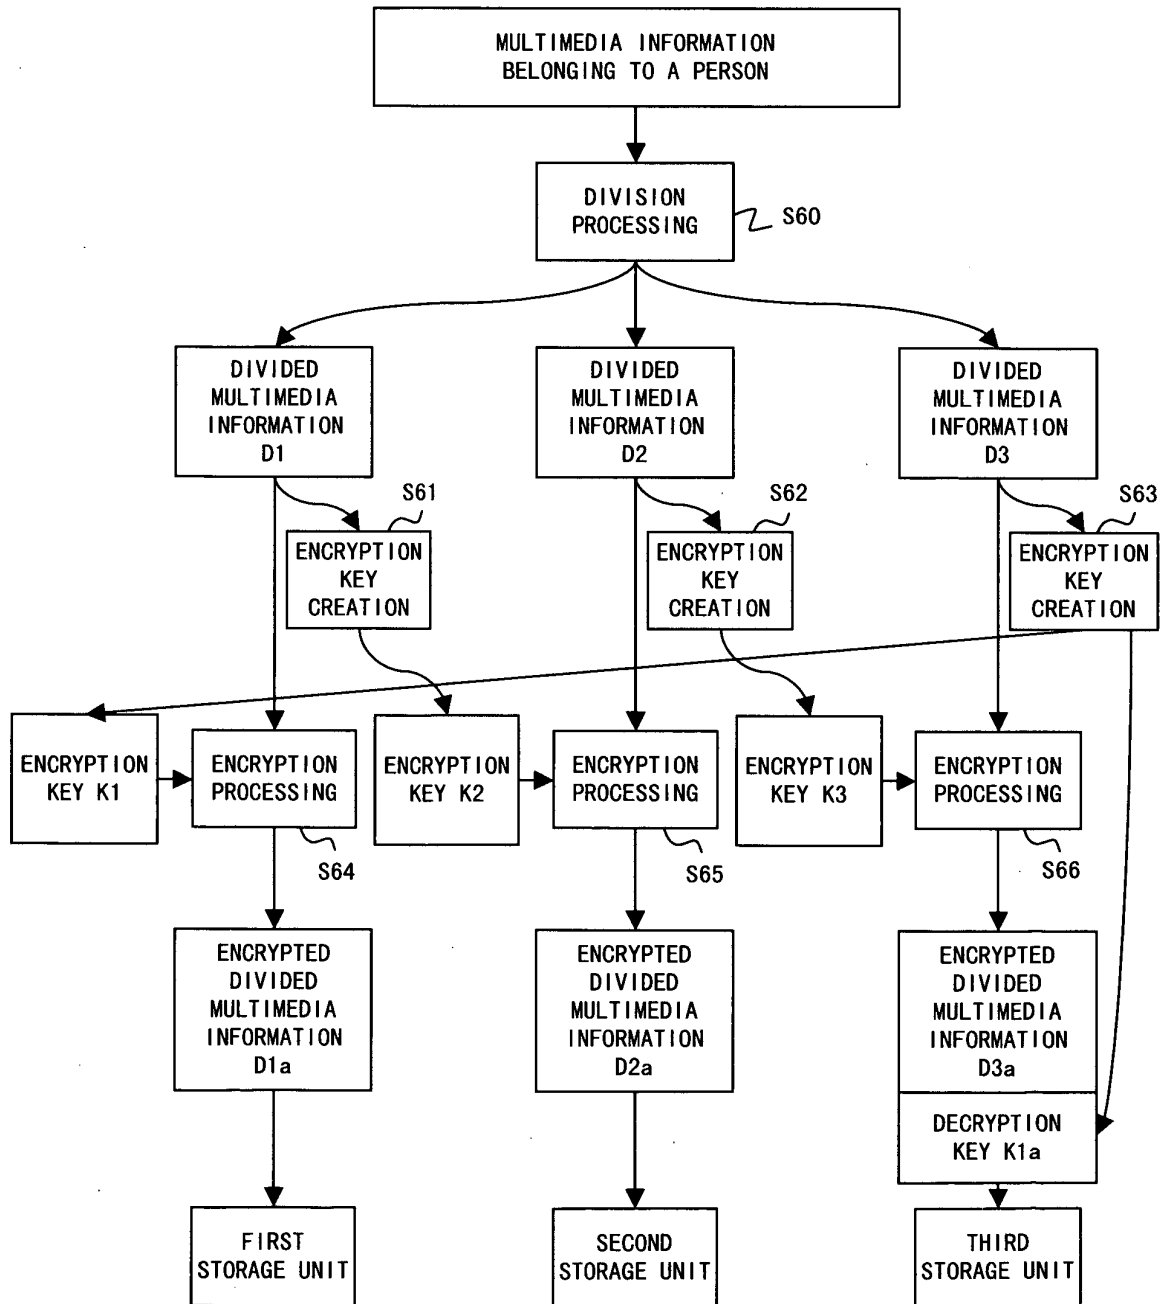 MULTIMEDIA INFORMATION
BELONGING TO A PERSON
DIVISION
PROCESSING
S60
DIVIDED
MULTIMEDIA
INFORMATION
D1
DIVIDED
MULTIMEDIA
INFORMATION
D2
DIVIDED
MULTIMEDIA
INFORMATION
D3
S61
ENCRYPTION
KEY
CREATION
S62
ENCRYPTION
KEY
CREATION
S63
ENCRYPTION
KEY
CREATION
ENCRYPTION
KEY K1
ENCRYPTION
PROCESSING
S64
ENCRYPTION
KEY K2
ENCRYPTION
PROCESSING
S65
ENCRYPTION
KEY K3
ENCRYPTION
PROCESSING
S66
ENCRYPTED
DIVIDED
MULTIMEDIA
INFORMATION
D1a
ENCRYPTED
DIVIDED
MULTIMEDIA
INFORMATION
D2a
ENCRYPTED
DIVIDED
MULTIMEDIA
INFORMATION
D3a
DECRYPTION
KEY K1a
FIRST
STORAGE UNIT
SECOND
STORAGE UNIT
THIRD
STORAGE UNIT